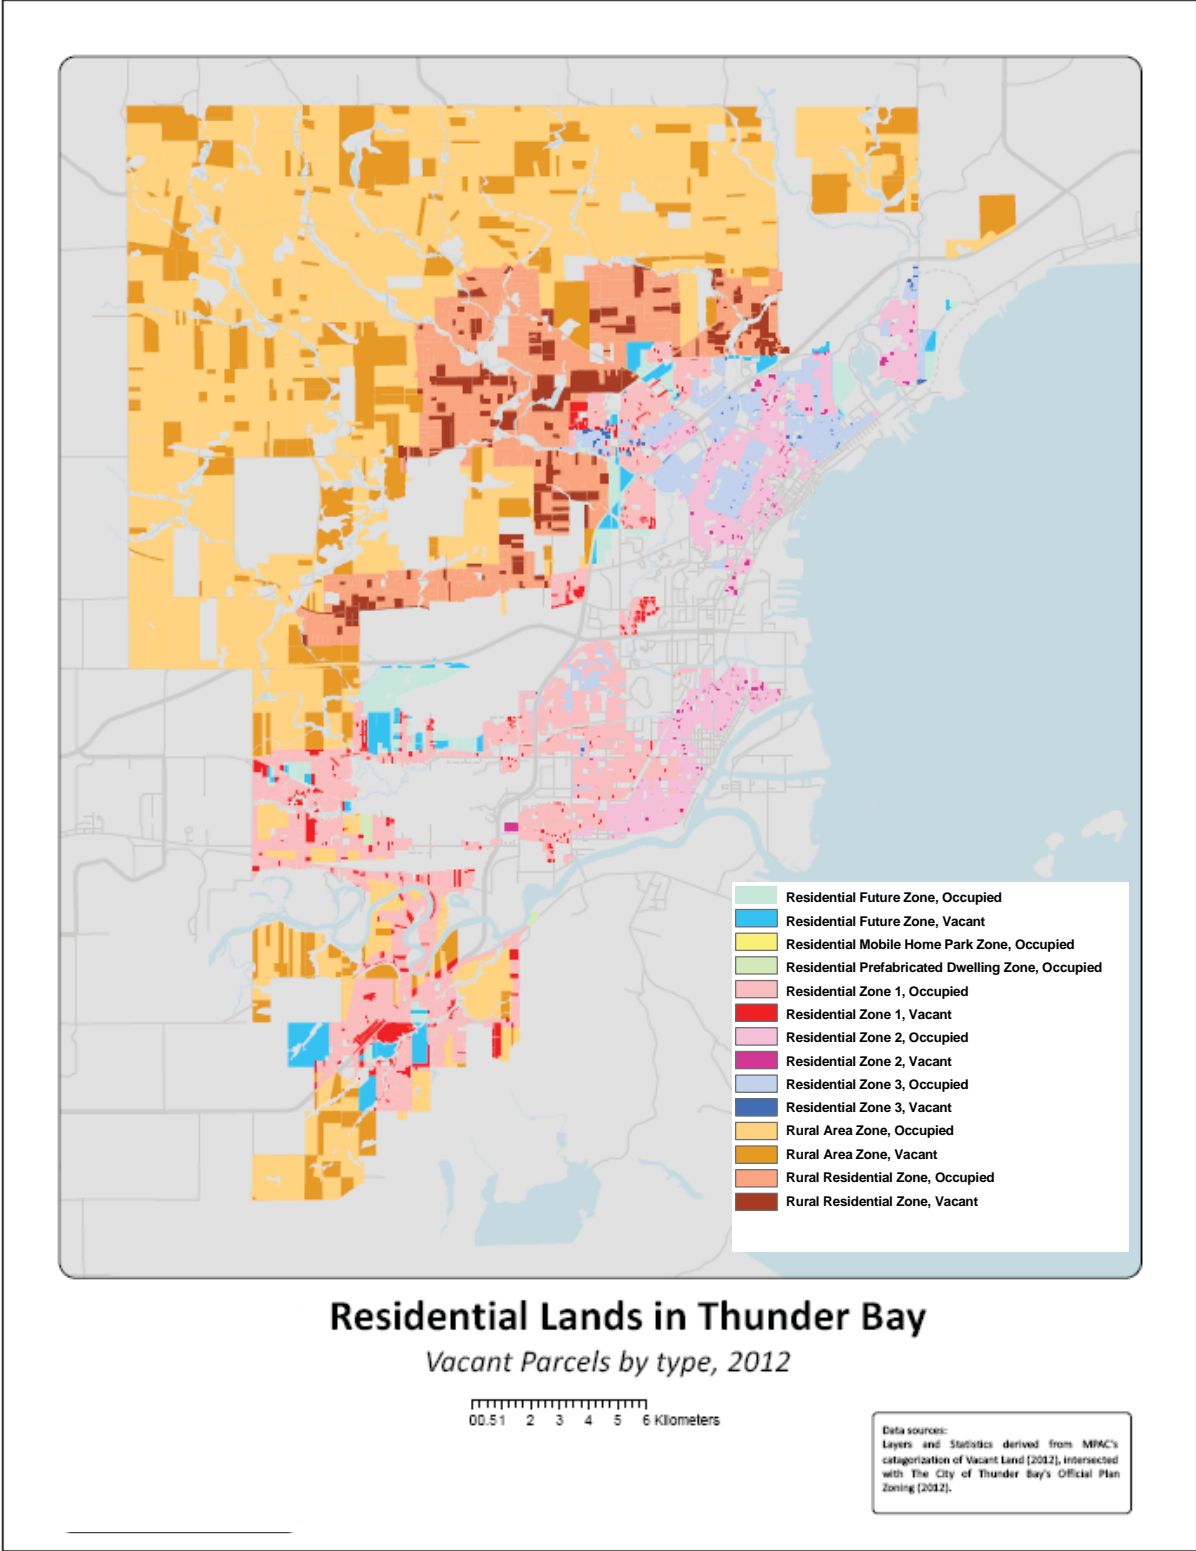 Residential Future Zone, Occupied
Residential Future Zone, Vacant
Residential Mobile Home Park Zone, Occupied
Residential Prefabricated Dwelling Zone, Occupied
Residential Zone 1, Occupied
Residential Zone 1, Vacant
Residential Zone 2, Occupied
Residential Zone 2, Vacant
Residential Zone 3, Occupied
Residential Zone 3, Vacant
Rural Area Zone, Occupied
Rural Area Zone, Vacant
Rural Residential Zone, Occupied
Rural Residential Zone, Vacant
Residential Lands in Thunder Bay
Vacant Parcels by type, 2012
00.51 2 3 4 5 6 Kilometers
Data sources:
Layers and Statistics derived from MPAC's
catagorization of Vacant Land (2012), intersected
with The City of Thunder Bay's Official Plan
Zoning (2012).